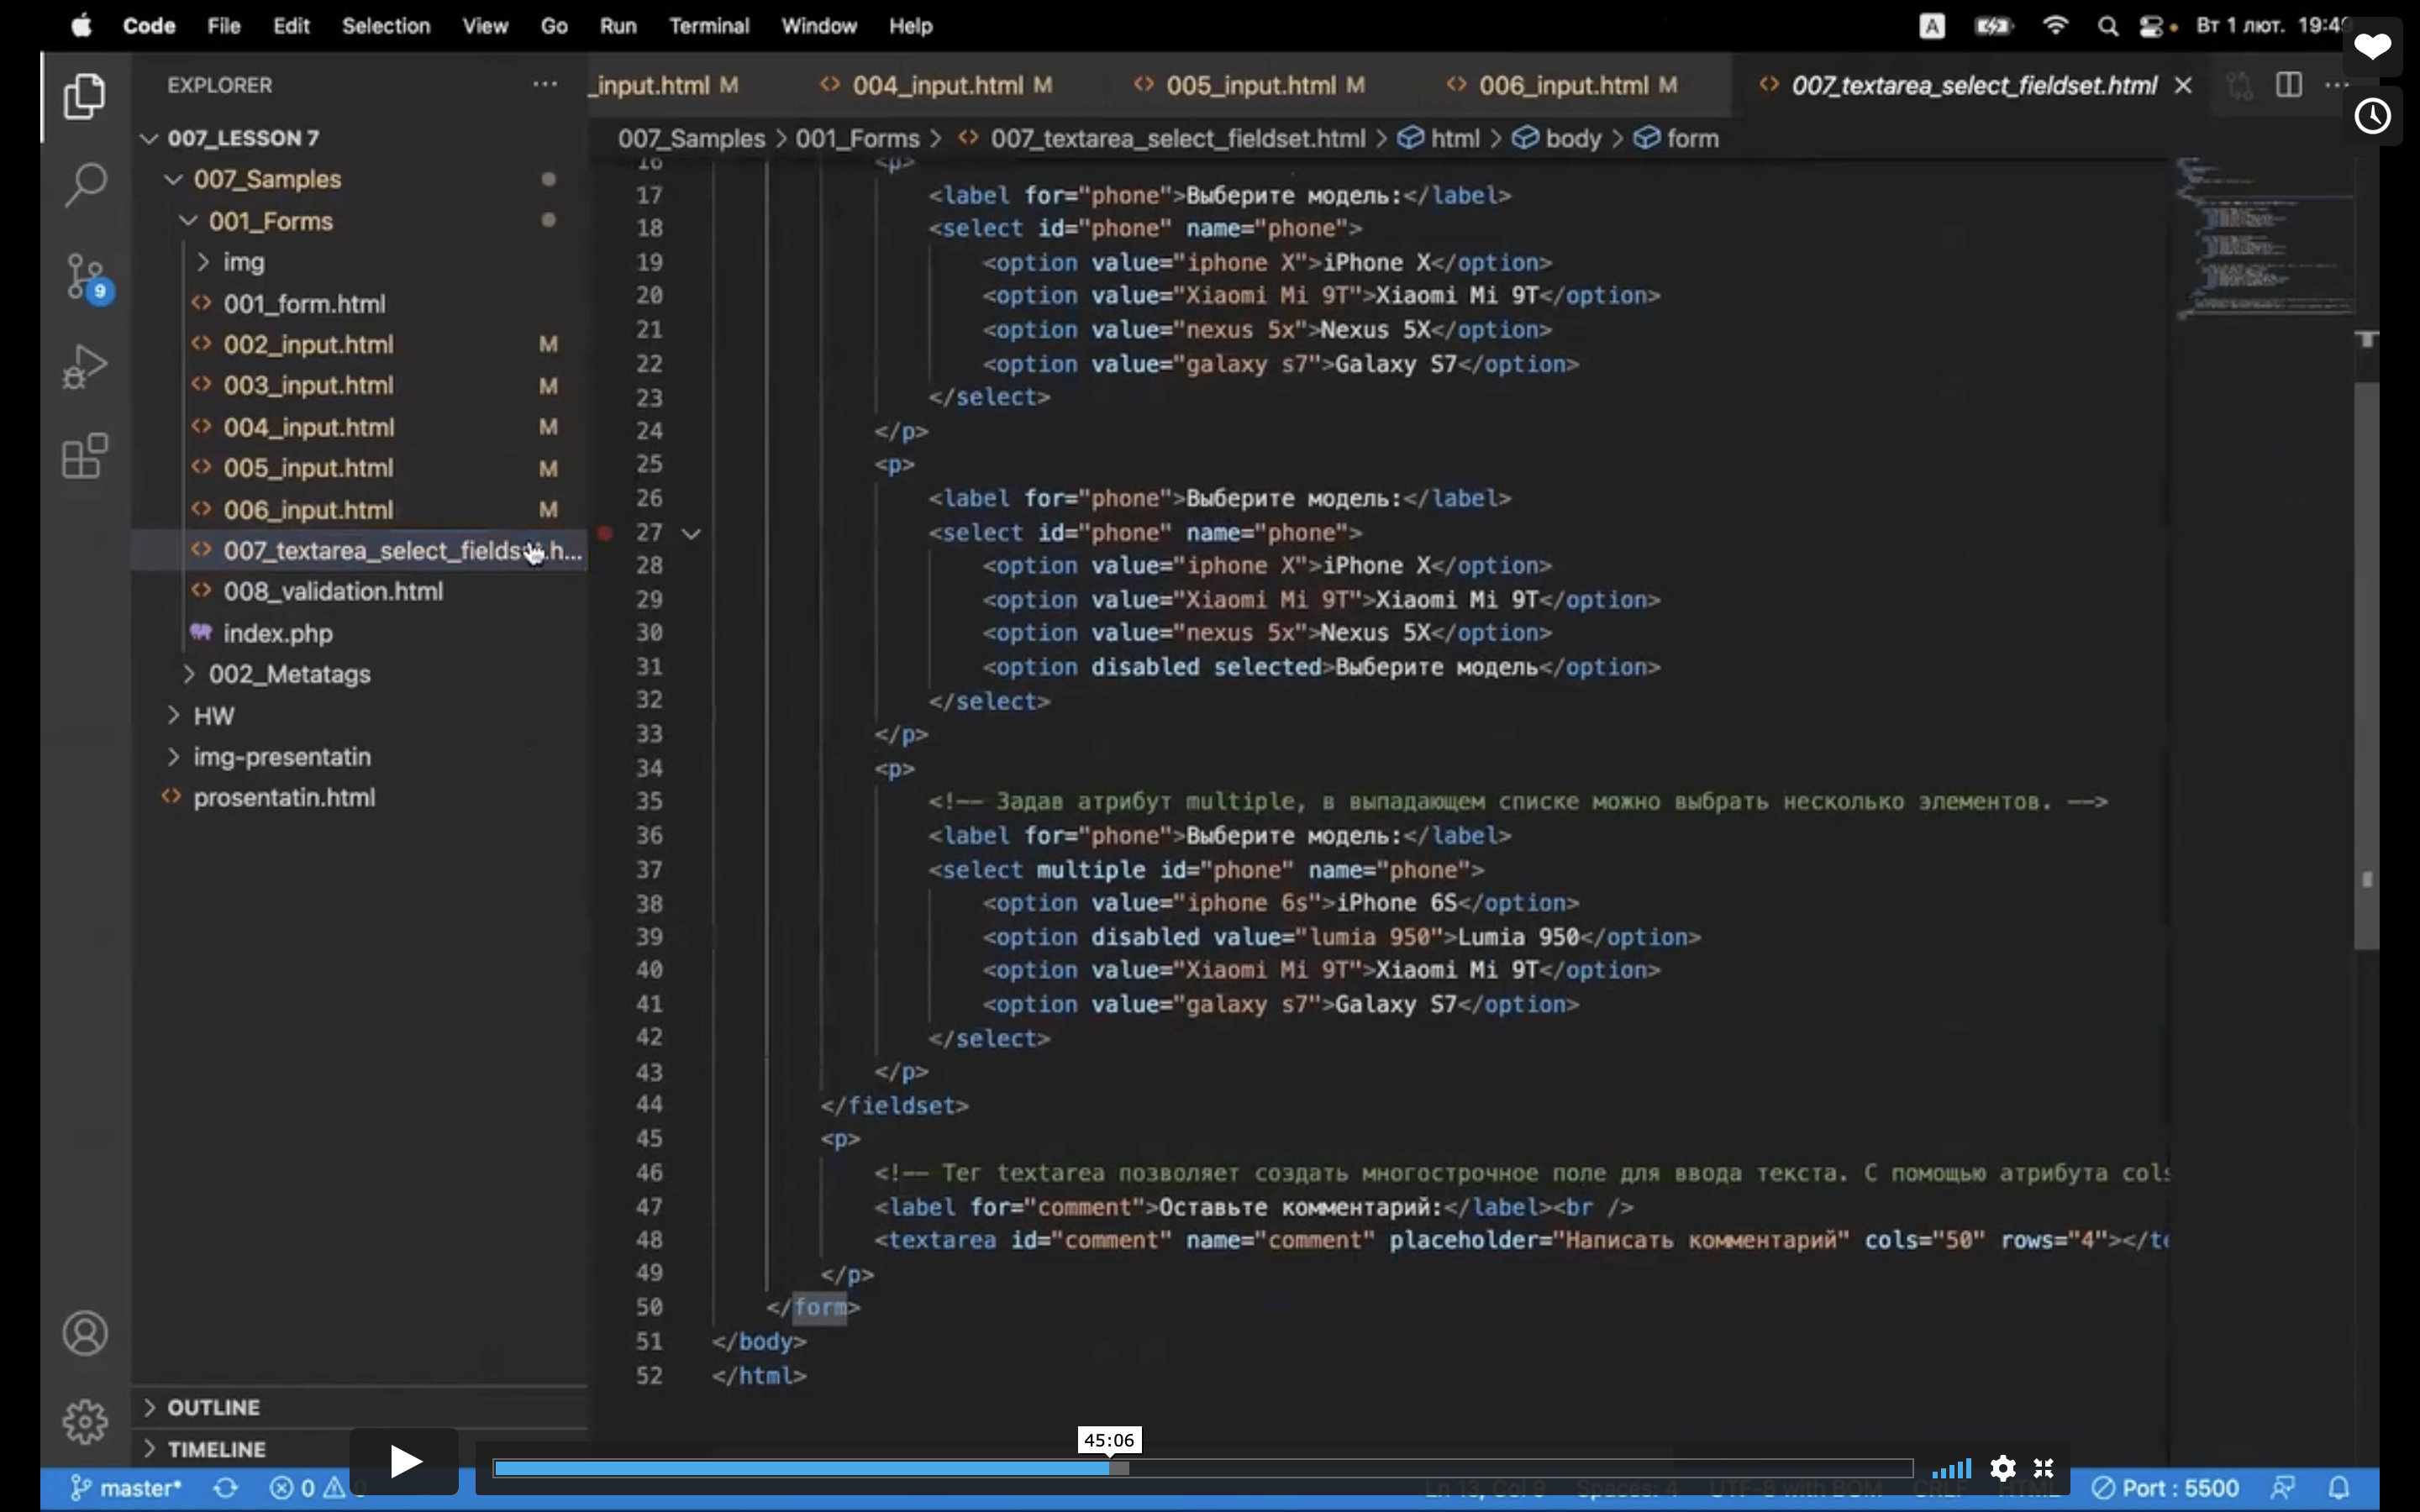 Code File Edit Selection View Go Run Terminal Window Help
A Вт 1 лют.
EXPLORER
007_LESSON 7
007_Samples
001_Forms
img
001_form.html
002_input.html M
003_input.html M
004_input.html M
005_input.html M
006_input.html M
008_validation.html
index.php
002_Metatags
HW
img-presentatin
prosentatin.html
OUTLINE
TIMELINE
9
_input.html M 004_input.html M 005_input.html M 006_input.html M 007_textarea_select_fieldset.html
007_Samples > 001_Forms > 007_textarea_select_fieldset.html > html > body > form
16 <p>
17 <label for="phone">Выберите модель:</label>
18 <select id="phone" name="phone">
19 <option value="iphone X">iPhone X</option>
20 <option value="Xiaomi Mi 9T">Xiaomi Mi 9T</option>
21 <option value="nexus 5x">Nexus 5X</option>
22 <option value="galaxy s7">Galaxy S7</option>
23 </select>
24 </p>
25 <p>
26 <label for="phone">Выберите модель:</label>
27 <select id="phone" name="phone">
28 <option value="iphone X">iPhone X</option>
29 <option value="Xiaomi Mi 9T">Xiaomi Mi 9T</option>
30 <option value="nexus 5x">Nexus 5X</option>
31 <option disabled selected>Выберите модель</option>
32 </select>
33 </p>
34 <p>
35 <!-- Задав атрибут multiple, в выпадающем списке можно выбрать несколько элементов. -->
36 <label for="phone">Выберите модель:</label>
37 <select multiple id="phone" name="phone">
38 <option value="iphone 6s">iPhone 6S</option>
39 <option disabled value="lumia 950">Lumia 950</option>
40 <option value="Xiaomi Mi 9T">Xiaomi Mi 9T</option>
41 <option value="galaxy s7">Galaxy S7</option>
42 </select>
43 </p>
44 </fieldset>
45 <p>
46 <!-- Тег textarea позволяет создать многострочное поле для ввода текста. С помощью атрибута cols
47 <label for="comment">Оставьте комментарий:</label><br />
48 <textarea id="comment" name="comment" placeholder="Написать комментарий" cols="50" rows="4"></te
49 </p>
50 </form>
51 </body>
52 </html>
45:06
master* 0 Ln 13, Col 9 Spaces: 4 UTF-8 with BOM CRLF HTML Port : 5500